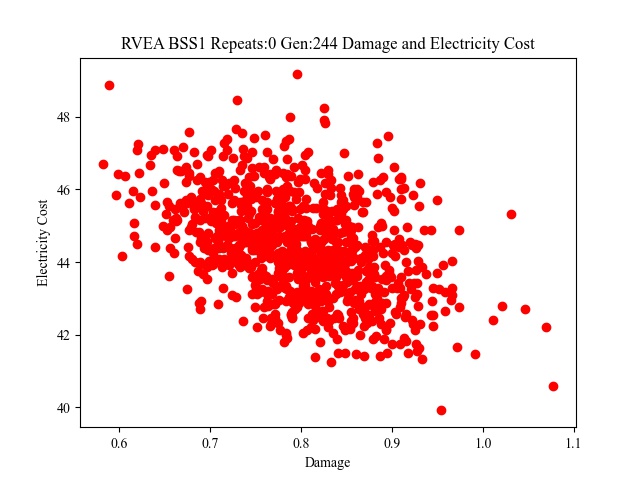 RVEA BSS1 Repeats:0 Gen:244 Damage and Electricity Cost
48
46
44
42
40
Electricity Cost
0.6 0.7 0.8 0.9 1.0 1.1
Damage